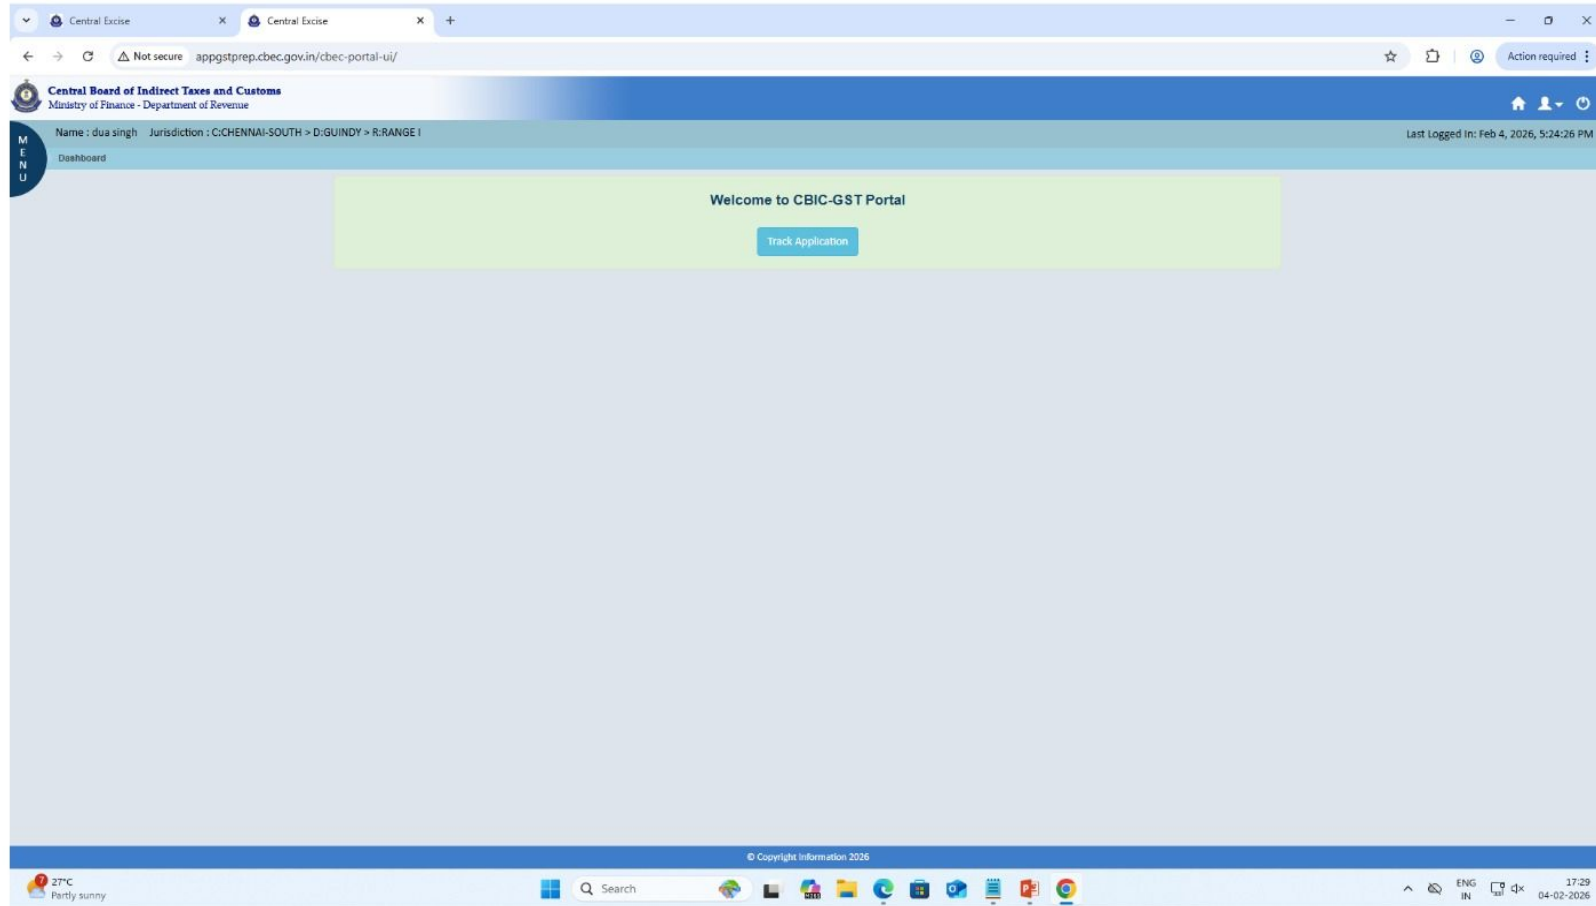 Central Excise
Central Excise
Not secure appgstprep.cbec.gov.in/cbec-portal-ui/
Action required
Central Board of Indirect Taxes and Customs
Ministry of Finance - Department of Revenue
MENU
Name : dua singh Jurisdiction : C:CHENNAI-SOUTH > D:GUINDY > R:RANGE I
Last Logged In: Feb 4, 2026, 5:24:26 PM
Dashboard
Welcome to CBIC-GST Portal
Track Application
© Copyright Information 2026
7
27°C
Partly sunny
Search
ENG
IN
17:29
04-02-2026